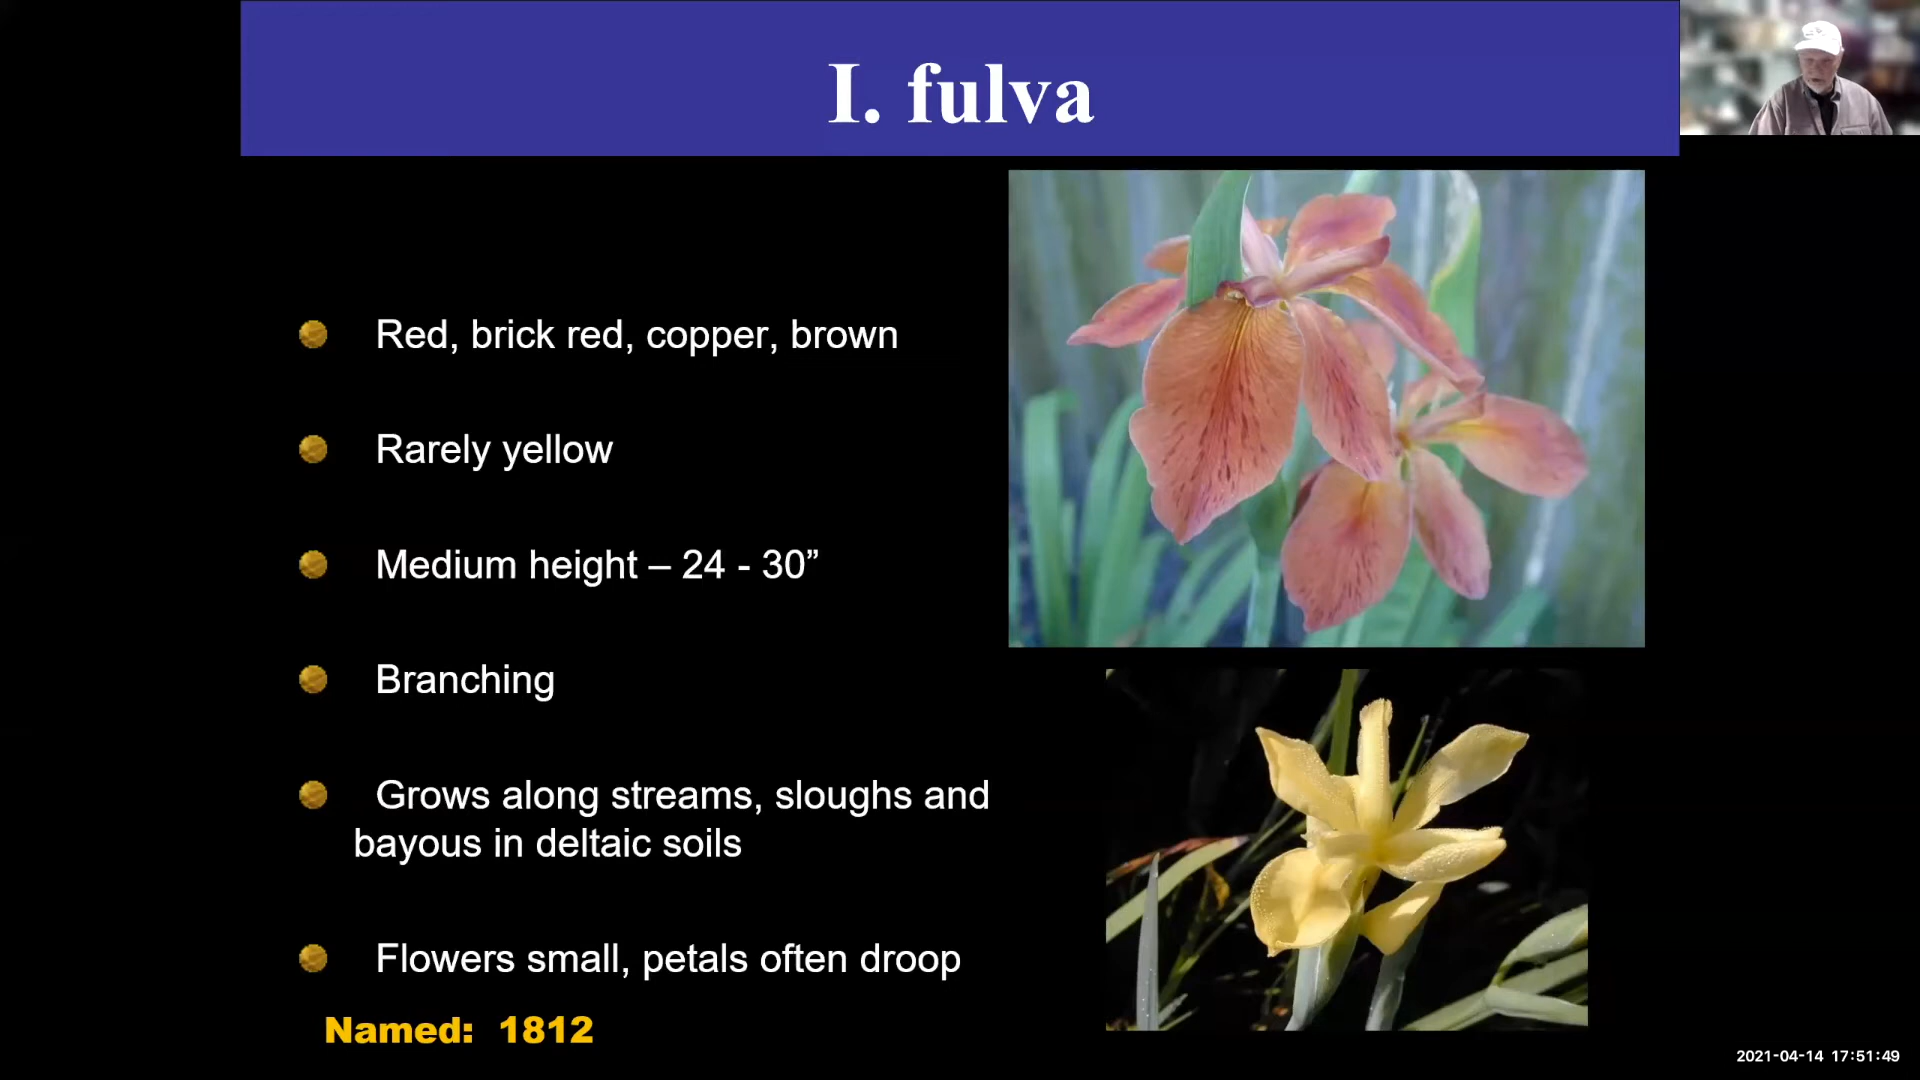 I. fulva
Red, brick red, copper, brown
Rarely yellow
Medium height – 24 - 30”
Branching
Grows along streams, sloughs and
bayous in deltaic soils
Flowers small, petals often droop
Named: 1812
2021-04-14 17:51:49